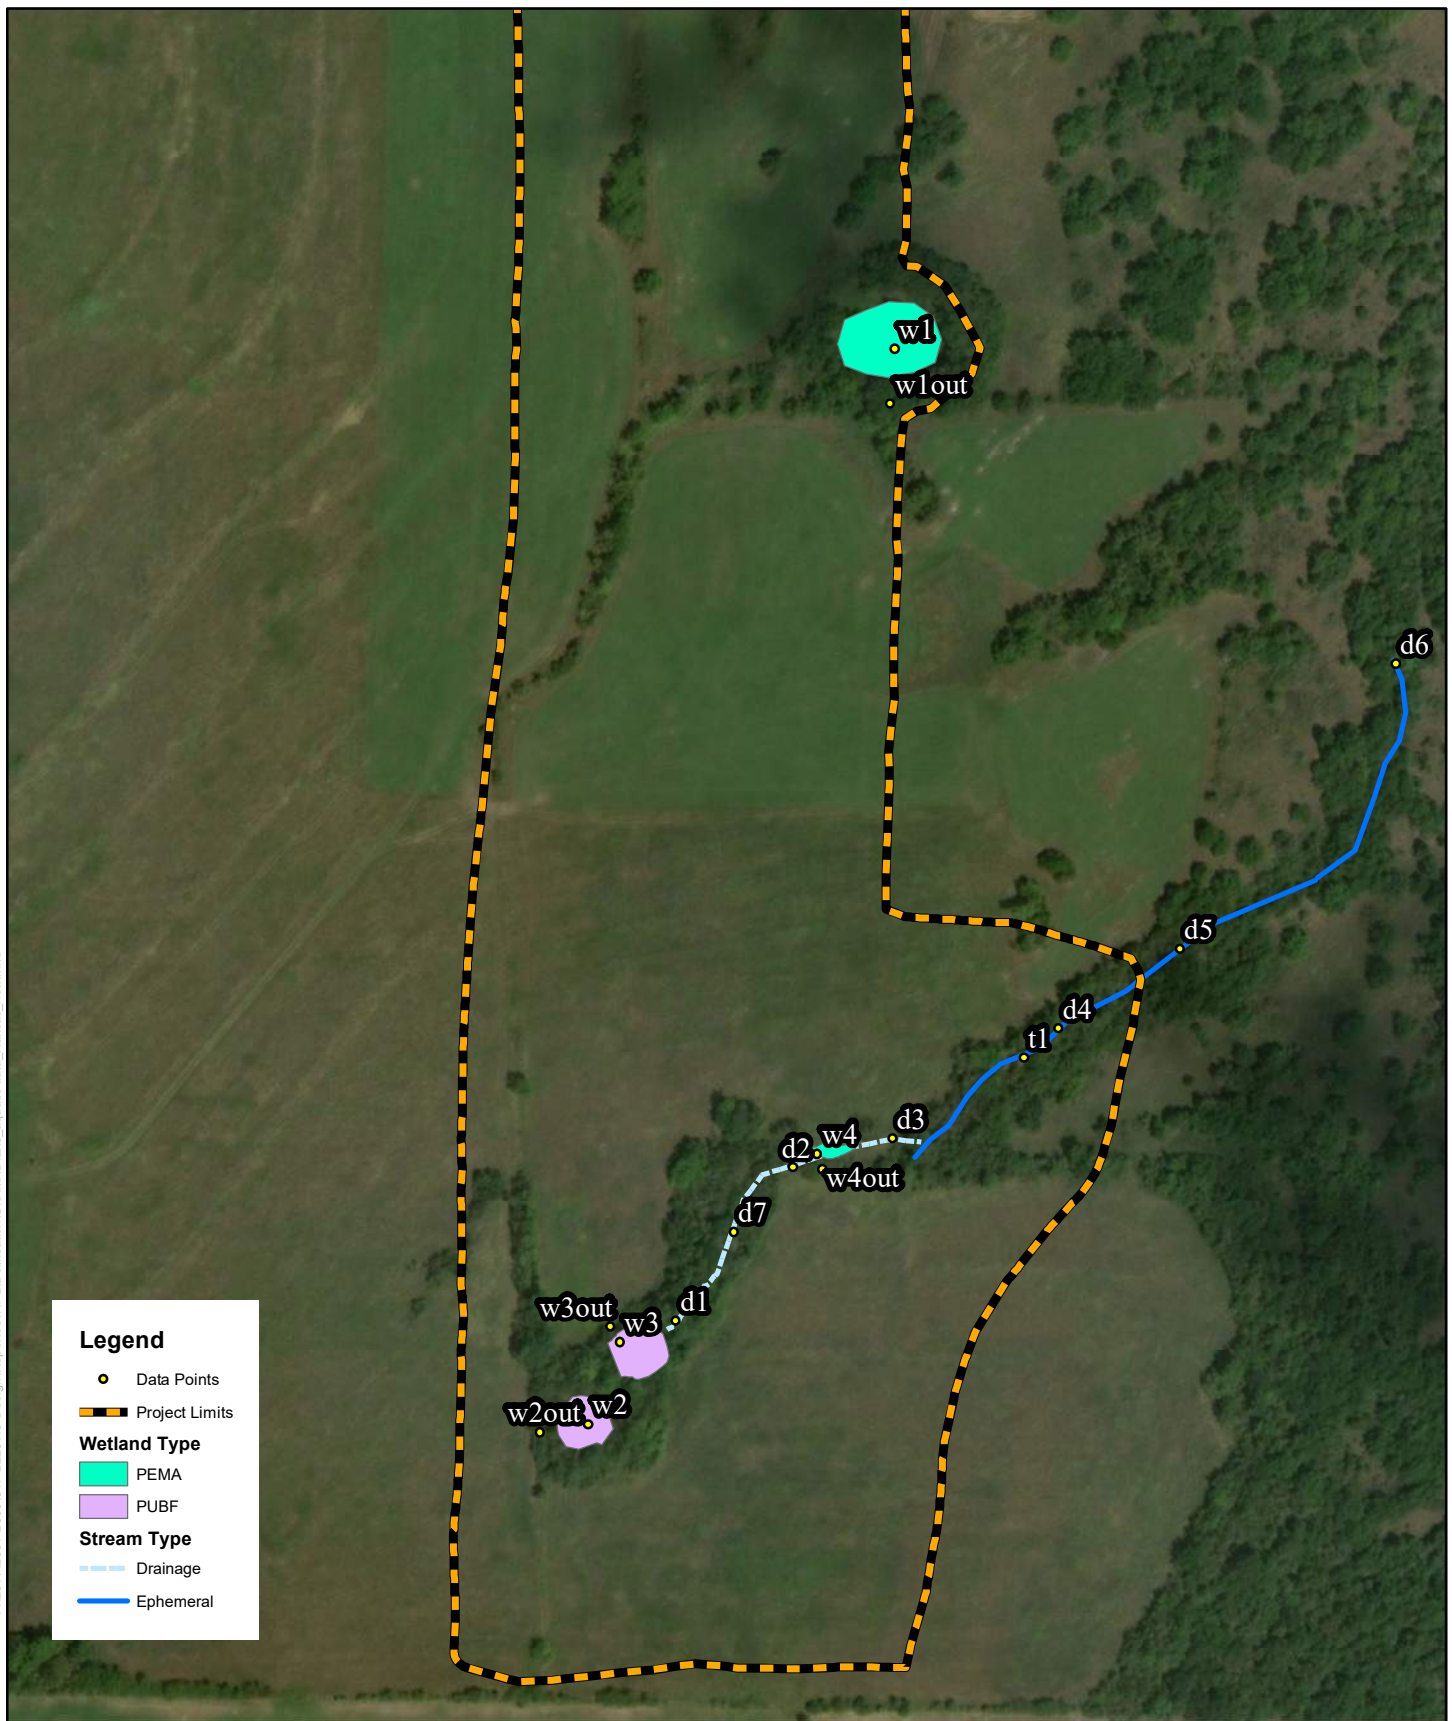 w1
w1out
d6
d5
d4
t1
d3
w4
d2
w4out
d7
d1
w3out
w3
w2
w2out
Legend
Data Points
Project Limits
Wetland Type
PEMA
PUBF
Stream Type
Drainage
Ephemeral